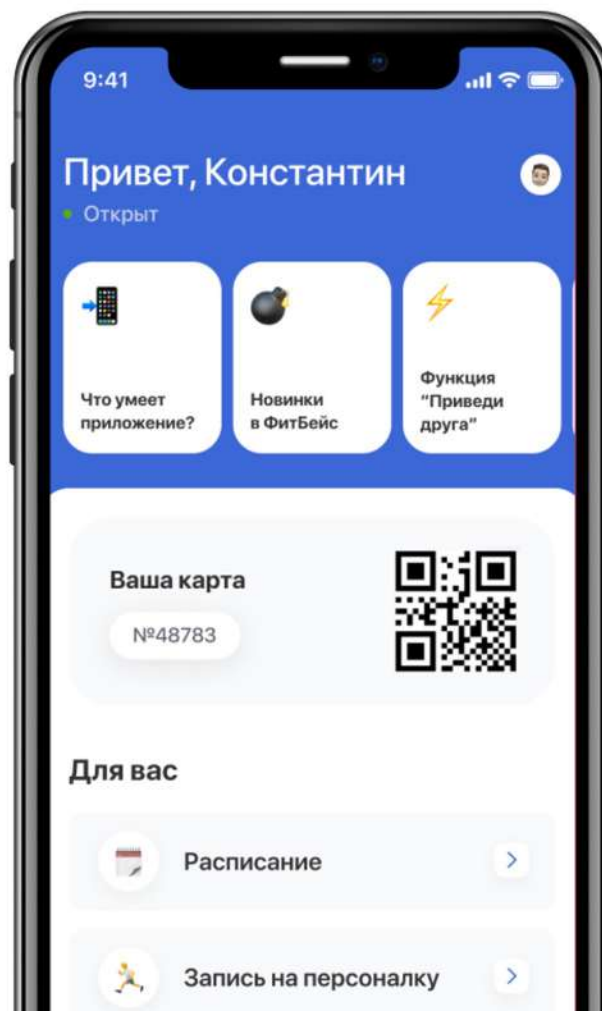 9:41
Привет, Константин
Открыт
Что умеет
приложение?
Новинки
в ФитБейс
Функция
"Приведи
друга"
Ваша карта
№48783
Для вас
Расписание
Запись на персоналку